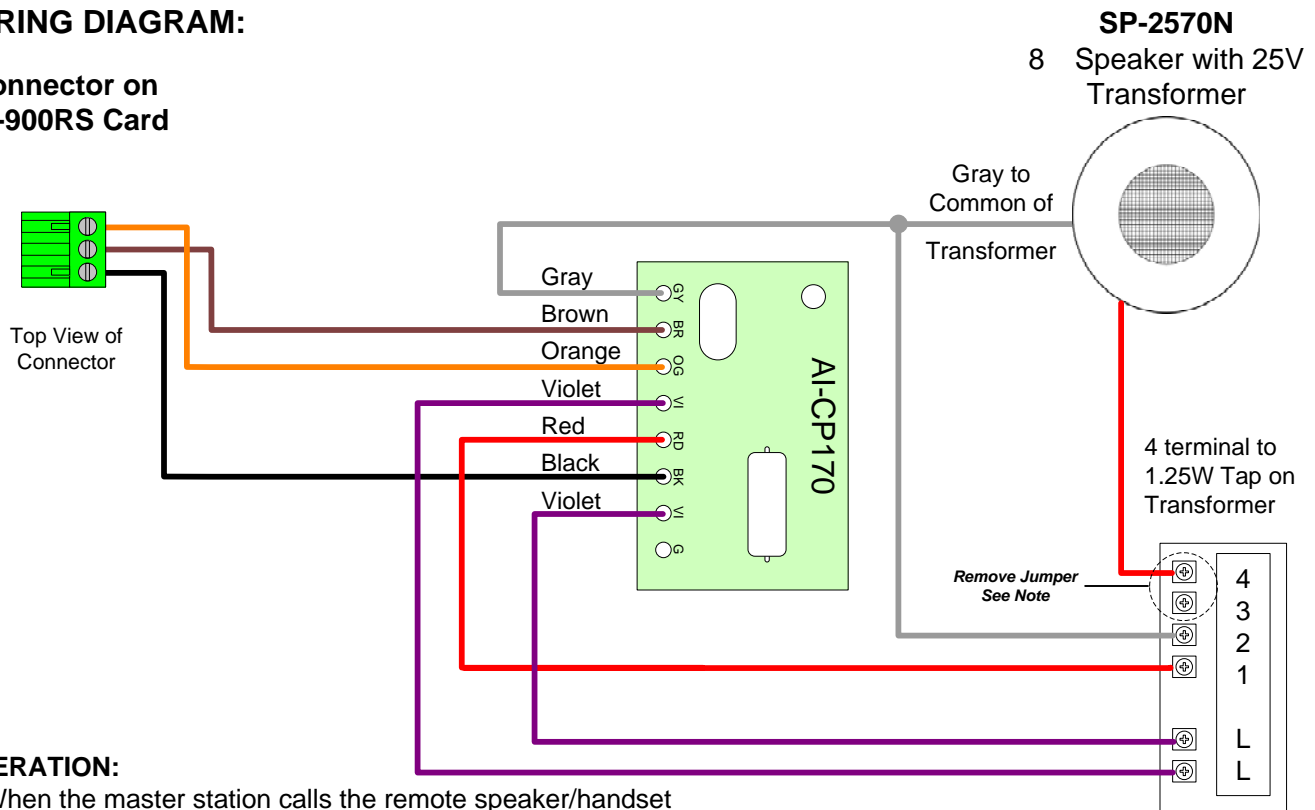 RING DIAGRAM:
onnector on
-900RS Card
SP-2570N
8 Speaker with 25V
Transformer
Gray to
Common of
Transformer
Top View of
Connector
Gray
Brown
Orange
Violet
Red
Black
Violet
GY
BR
OG
VI
RD
BK
VI
G
AI-CP170
4 terminal to
1.25W Tap on
Transformer
Remove Jumper
See Note
4
3
2
1
L
L
ERATION:
When the master station calls the remote speaker/handset